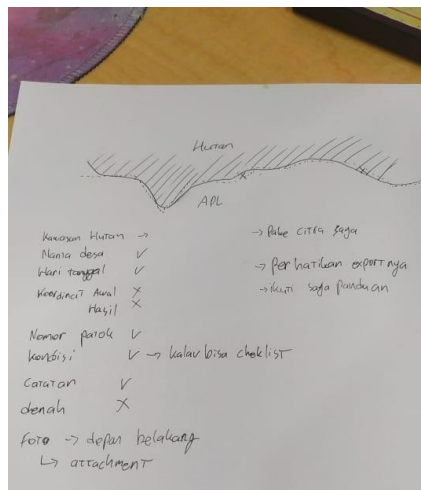 Hutan
APL
Kawasan Hutan →
Nama desa ✓
Hari tanggal ✓
Koordinat Awal ✗
Hasil ✗
Nomor patok ✓
Kondisi ✓ → kalau bisa cheklist
Catatan ✓
denah ✗
Foto → depan belakang
↳ attachment
→ Pake citra saja
→ Perhatikan exportnya
→ ikuti saja panduan